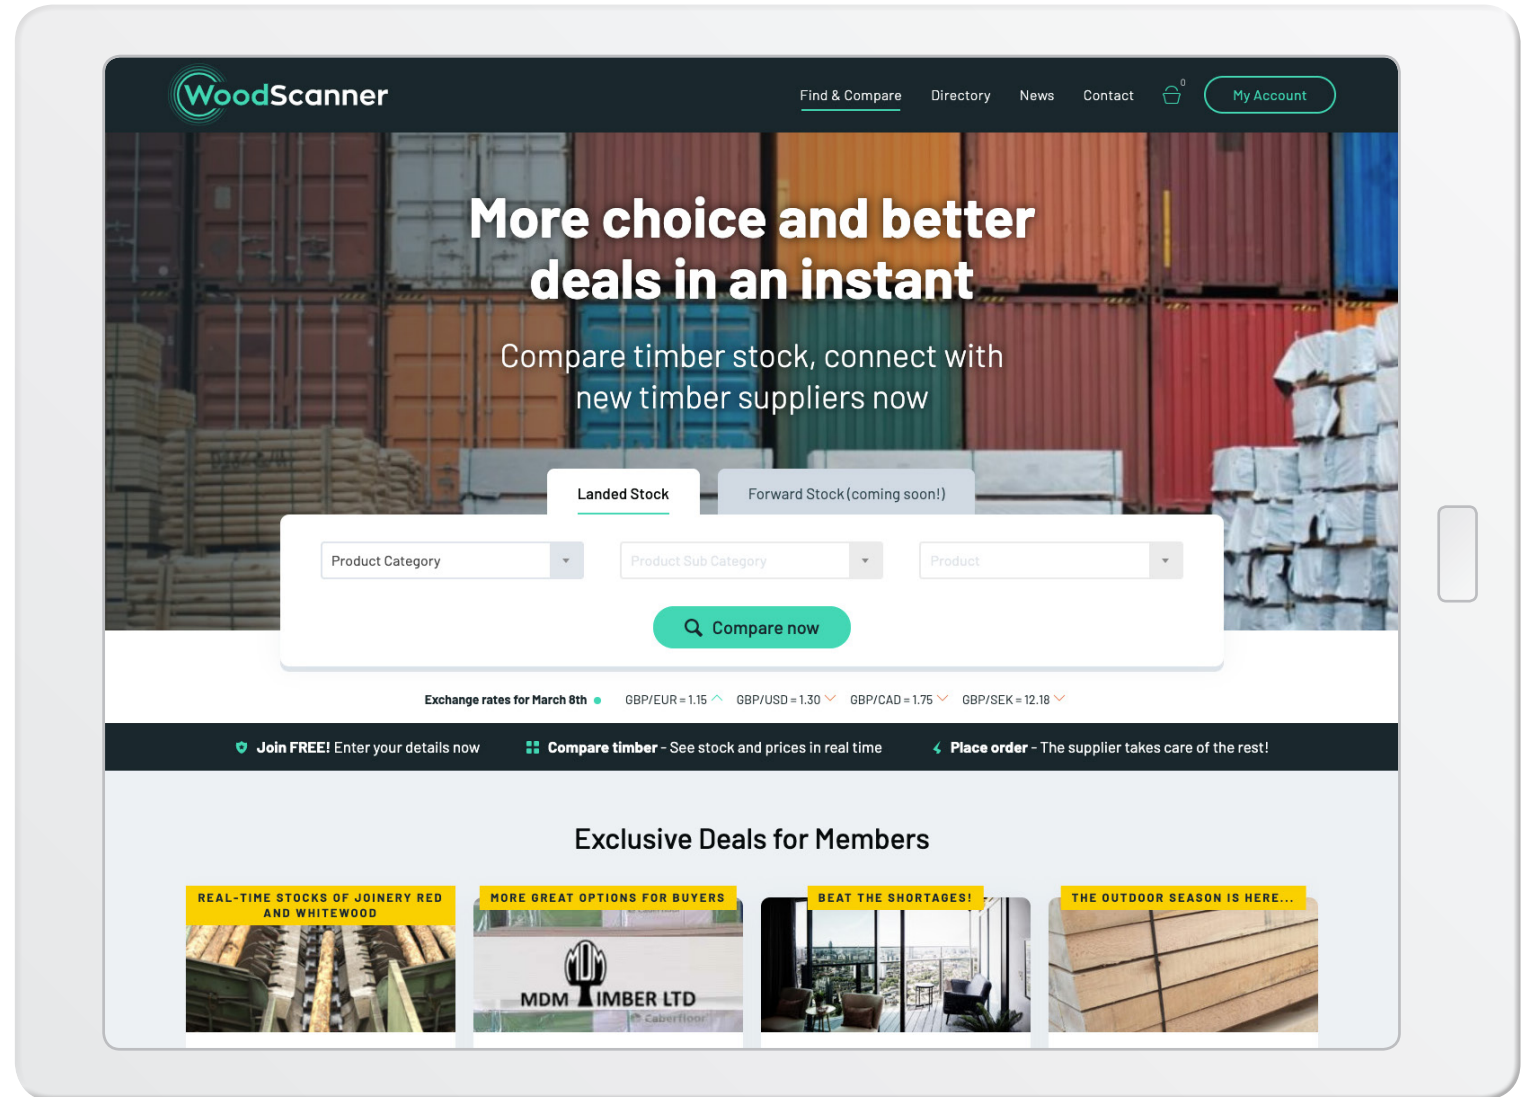 WoodScanner
Find & Compare
Directory
News
Contact
0
My Account
More choice and better
deals in an instant
Compare timber stock, connect with
new timber suppliers now
Landed Stock
Forward Stock (coming soon!)
Product Category
Product Sub Category
Product
Compare now
Exchange rates for March 8th
GBP/EUR = 1.15
GBP/USD = 1.30
GBP/CAD = 1.75
GBP/SEK = 12.18
Join FREE! Enter your details now
Compare timber - See stock and prices in real time
Place order - The supplier takes care of the rest!
Exclusive Deals for Members
REAL-TIME STOCKS OF JOINERY RED
AND WHITEWOOD
MORE GREAT OPTIONS FOR BUYERS
BEAT THE SHORTAGES!
THE OUTDOOR SEASON IS HERE...
MDM
MDM TIMBER LTD
Caberfloor